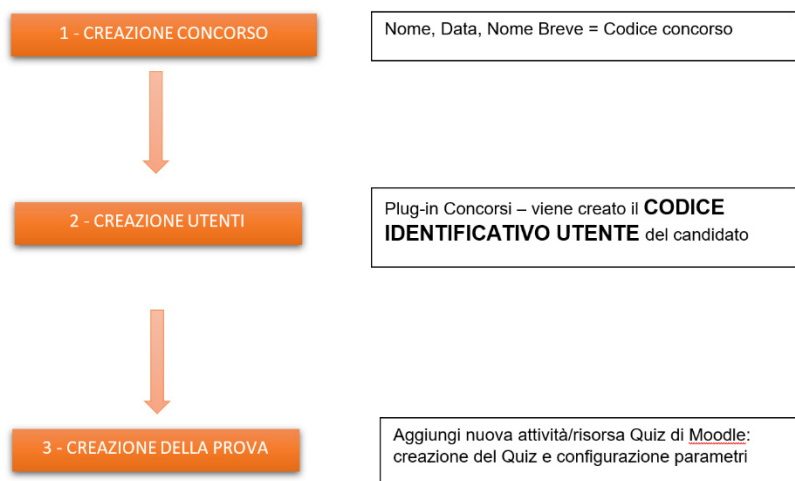 1 - CREAZIONE CONCORSO
Nome, Data, Nome Breve = Codice concorso
2 - CREAZIONE UTENTI
Plug-in Concorsi – viene creato il CODICE
IDENTIFICATIVO UTENTE del candidato
3 - CREAZIONE DELLA PROVA
Aggiungi nuova attività/risorsa Quiz di Moodle:
creazione del Quiz e configurazione parametri